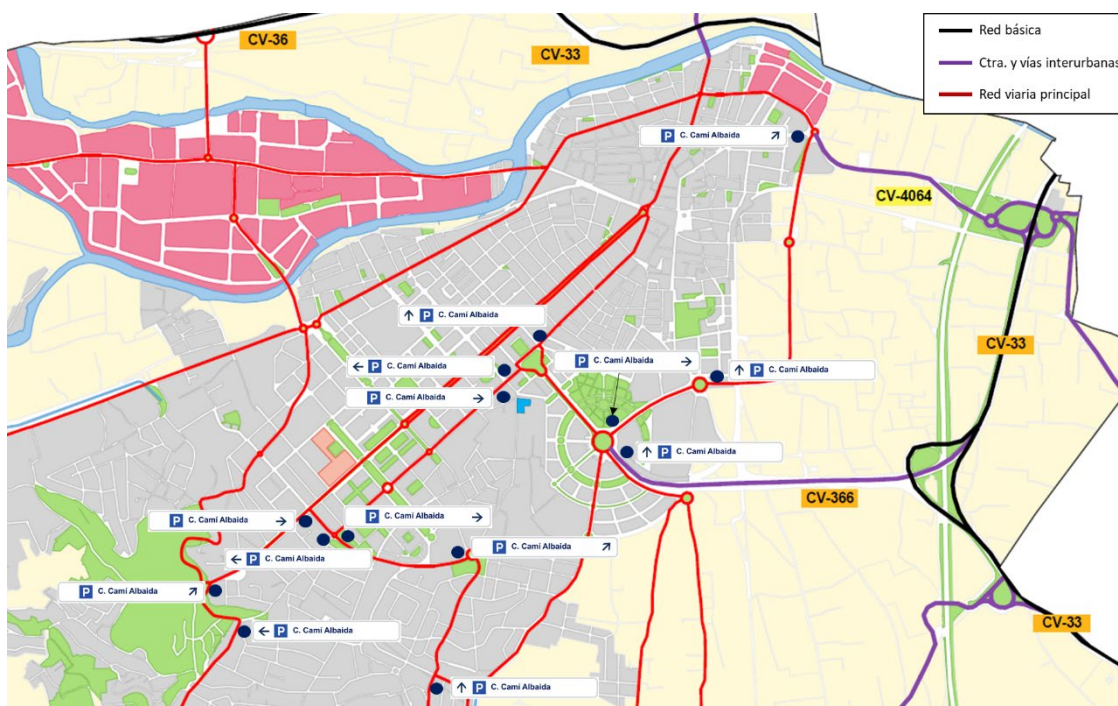 CV-36
CV-33
Red básica
Ctra. y vías interurbanas
Red viaria principal
P C. Camí Albaida ↗
CV-4064
↑ P C. Camí Albaida
CV-33
← P C. Camí Albaida
P C. Camí Albaida →
↑ P C. Camí Albaida
P C. Camí Albaida →
↑ P C. Camí Albaida
CV-366
P C. Camí Albaida →
P C. Camí Albaida →
P C. Camí Albaida ↗
← P C. Camí Albaida
P C. Camí Albaida ↗
CV-33
← P C. Camí Albaida
↑ P C. Camí Albaida